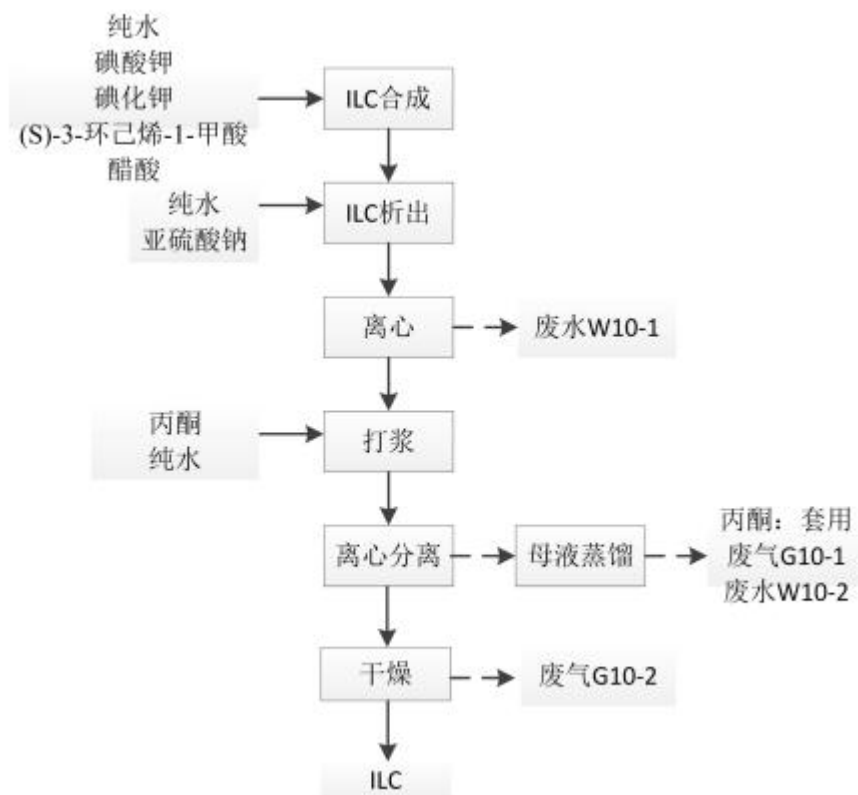 纯水
碘酸钾
碘化钾
(S)-3-环己烯-1-甲酸
醋酸
ILC合成
纯水
亚硫酸钠
ILC析出
离心
废水W10-1
丙酮
纯水
打浆
离心分离
母液蒸馏
丙酮：套用
废气G10-1
废水W10-2
干燥
废气G10-2
ILC